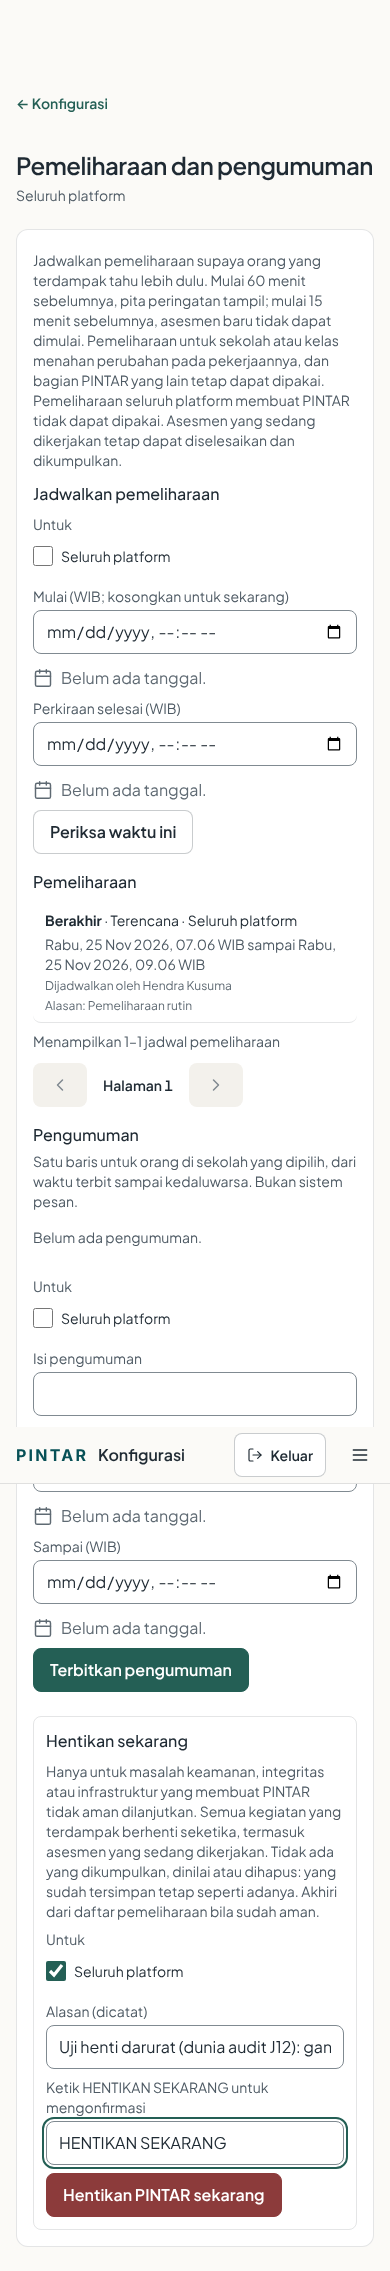 ← Konfigurasi
Pemeliharaan dan pengumuman
Seluruh platform
Jadwalkan pemeliharaan supaya orang yang
terdampak tahu lebih dulu. Mulai 60 menit
sebelumnya, pita peringatan tampil; mulai 15
menit sebelumnya, asesmen baru tidak dapat
dimulai. Pemeliharaan untuk sekolah atau kelas
menahan perubahan pada pekerjaannya, dan
bagian PINTAR yang lain tetap dapat dipakai.
Pemeliharaan seluruh platform membuat PINTAR
tidak dapat dipakai. Asesmen yang sedang
dikerjakan tetap dapat diselesaikan dan
dikumpulkan.
Jadwalkan pemeliharaan
Untuk
Seluruh platform
Mulai (WIB; kosongkan untuk sekarang)
mm/dd/yyyy, --:-- --
Belum ada tanggal.
Perkiraan selesai (WIB)
mm/dd/yyyy, --:-- --
Belum ada tanggal.
Periksa waktu ini
Pemeliharaan
Berakhir · Terencana · Seluruh platform
Rabu, 25 Nov 2026, 07.06 WIB sampai Rabu,
25 Nov 2026, 09.06 WIB
Dijadwalkan oleh Hendra Kusuma
Alasan: Pemeliharaan rutin
Menampilkan 1–1 jadwal pemeliharaan
Halaman 1
Pengumuman
Satu baris untuk orang di sekolah yang dipilih, dari
waktu terbit sampai kedaluwarsa. Bukan sistem
pesan.
Belum ada pengumuman.
Untuk
Seluruh platform
Isi pengumuman
PINTAR Konfigurasi Keluar
Belum ada tanggal.
Sampai (WIB)
mm/dd/yyyy, --:-- --
Belum ada tanggal.
Terbitkan pengumuman
Hentikan sekarang
Hanya untuk masalah keamanan, integritas
atau infrastruktur yang membuat PINTAR
tidak aman dilanjutkan. Semua kegiatan yang
terdampak berhenti seketika, termasuk
asesmen yang sedang dikerjakan. Tidak ada
yang dikumpulkan, dinilai atau dihapus: yang
sudah tersimpan tetap seperti adanya. Akhiri
dari daftar pemeliharaan bila sudah aman.
Untuk
Seluruh platform
Alasan (dicatat)
Uji henti darurat (dunia audit J12): gan
Ketik HENTIKAN SEKARANG untuk
mengonfirmasi
HENTIKAN SEKARANG
Hentikan PINTAR sekarang